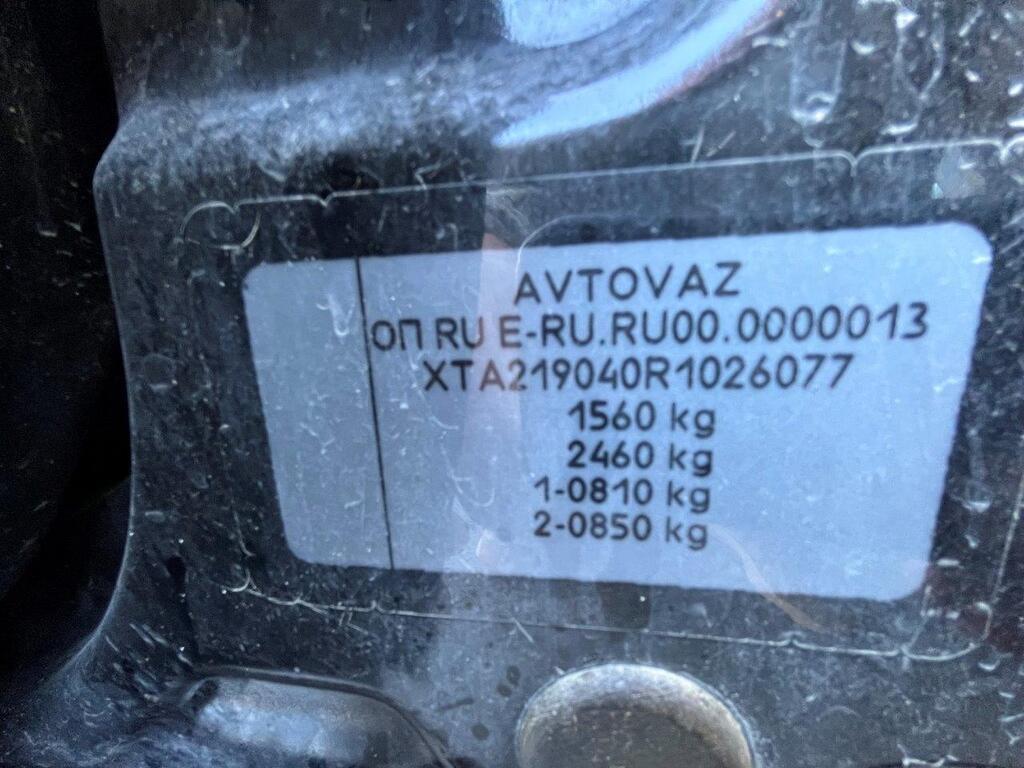 AVTOVAZ
ОП RU E-RU.RU00.0000013
XTA219040R1026077
1560 kg
2460 kg
1-0810 kg
2-0850 kg